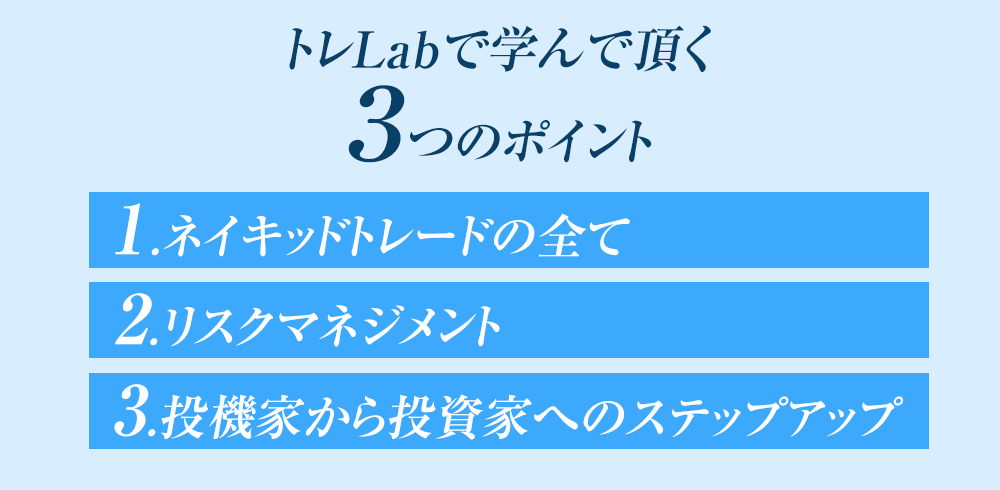 トレLabで学んで頂く
3つのポイント
1.ネイキッドトレードの全て
2.リスクマネジメント
3.投機家から投資家へのステップアップ